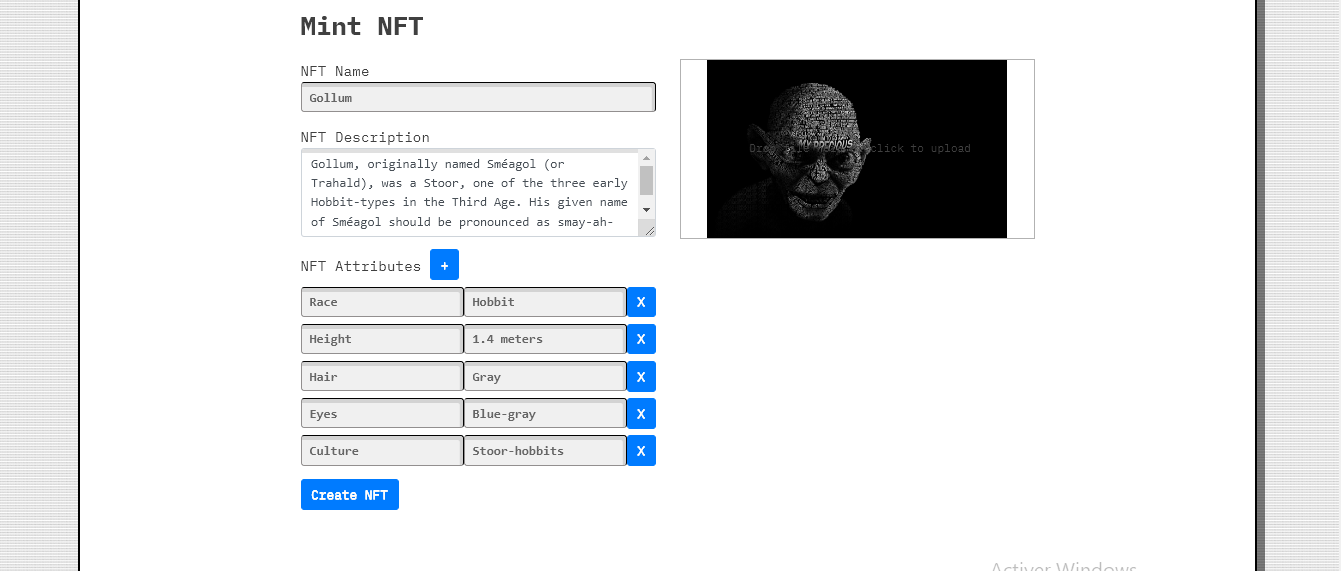 Mint NFT
NFT Name
Gollum
NFT Description
Gollum, originally named Sméagol (or
Trahald), was a Stoor, one of the three early
Hobbit-types in the Third Age. His given name
of Sméagol should be pronounced as smay-ah-
NFT Attributes +
Race Hobbit X
Height 1.4 meters X
Hair Gray X
Eyes Blue-gray X
Culture Stoor-hobbits X
Create NFT
MY PRECIOUS
click to upload
Activer Windows